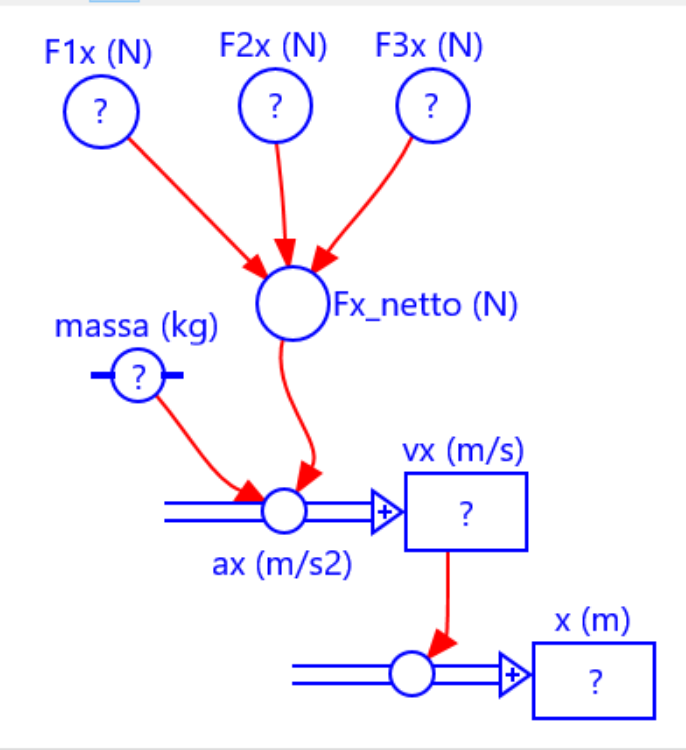 F1x (N)
F2x (N)
F3x (N)
?
?
?
Fx_netto (N)
massa (kg)
?
vx (m/s)
?
+
ax (m/s2)
x (m)
?
+